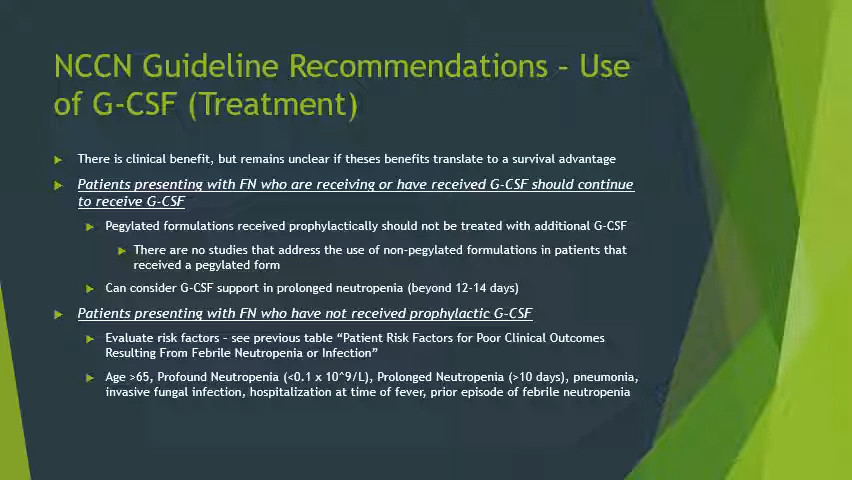 NCCN Guideline Recommendations – Use
of G-CSF (Treatment)
There is clinical benefit, but remains unclear if theses benefits translate to a survival advantage
Patients presenting with FN who are receiving or have received G-CSF should continue
to receive G-CSF
Pegylated formulations received prophylactically should not be treated with additional G-CSF
There are no studies that address the use of non-pegylated formulations in patients that
received a pegylated form
Can consider G-CSF support in prolonged neutropenia (beyond 12-14 days)
Patients presenting with FN who have not received prophylactic G-CSF
Evaluate risk factors – see previous table “Patient Risk Factors for Poor Clinical Outcomes
Resulting From Febrile Neutropenia or Infection”
Age >65, Profound Neutropenia (<0.1 x 10^9/L), Prolonged Neutropenia (>10 days), pneumonia,
invasive fungal infection, hospitalization at time of fever, prior episode of febrile neutropenia